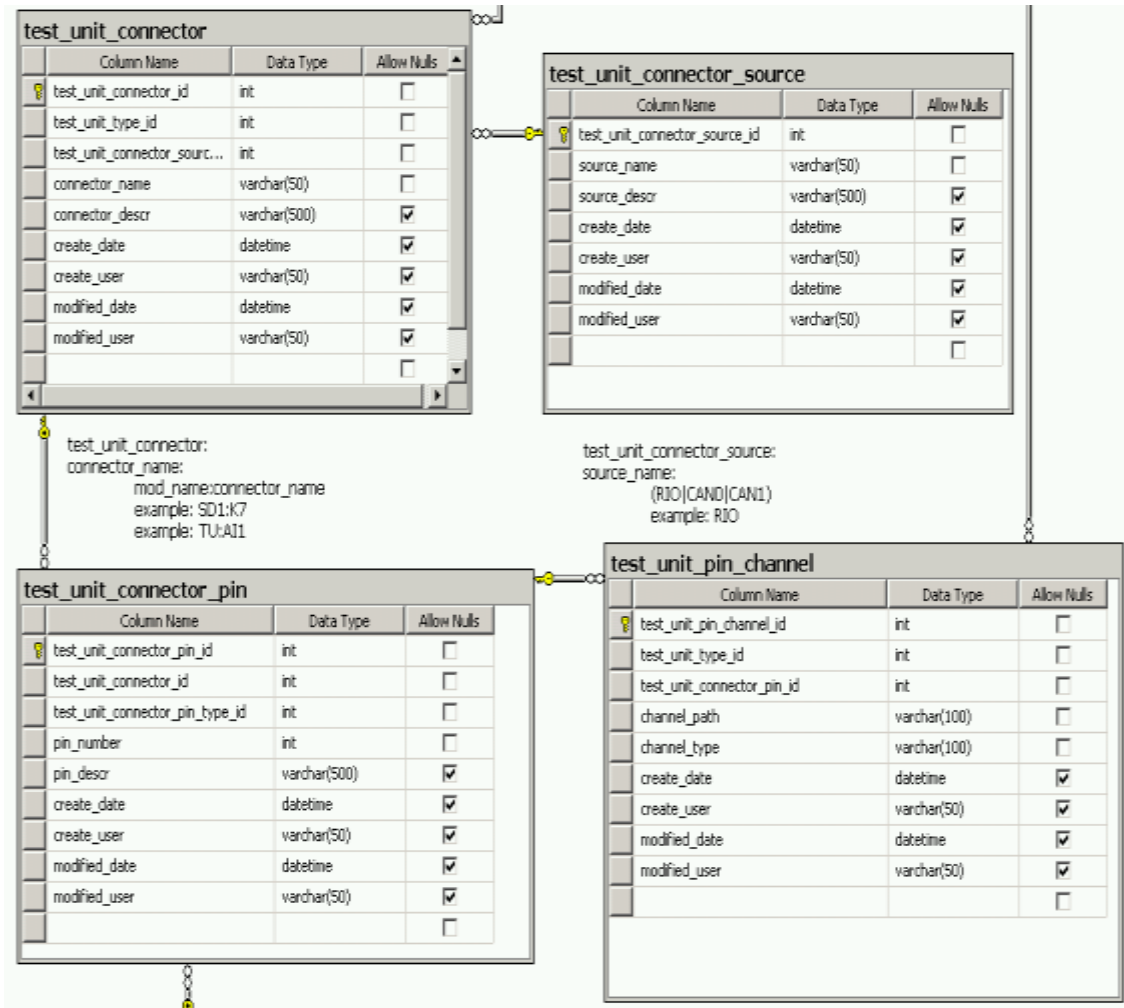 test_unit_connector
Column Name Data Type Allow Nulls
test_unit_connector_id int
test_unit_type_id int
test_unit_connector_sourc... int
connector_name varchar(50)
connector_descr varchar(500)
create_date datetime
create_user varchar(50)
modified_date datetime
modified_user varchar(50)
test_unit_connector_source
Column Name Data Type Allow Nulls
test_unit_connector_source_id int
source_name varchar(50)
source_descr varchar(500)
create_date datetime
create_user varchar(50)
modified_date datetime
modified_user varchar(50)
test_unit_connector:
connector_name:
mod_name:connector_name
example: SD1:K7
example: TU:AI1
test_unit_connector_source:
source_name:
(RIO|CAN0|CAN1)
example: RIO
test_unit_connector_pin
Column Name Data Type Allow Nulls
test_unit_connector_pin_id int
test_unit_connector_id int
test_unit_connector_pin_type_id int
pin_number int
pin_descr varchar(500)
create_date datetime
create_user varchar(50)
modified_date datetime
modified_user varchar(50)
test_unit_pin_channel
Column Name Data Type Allow Nulls
test_unit_pin_channel_id int
test_unit_type_id int
test_unit_connector_pin_id int
channel_path varchar(100)
channel_type varchar(100)
create_date datetime
create_user varchar(50)
modified_date datetime
modified_user varchar(50)